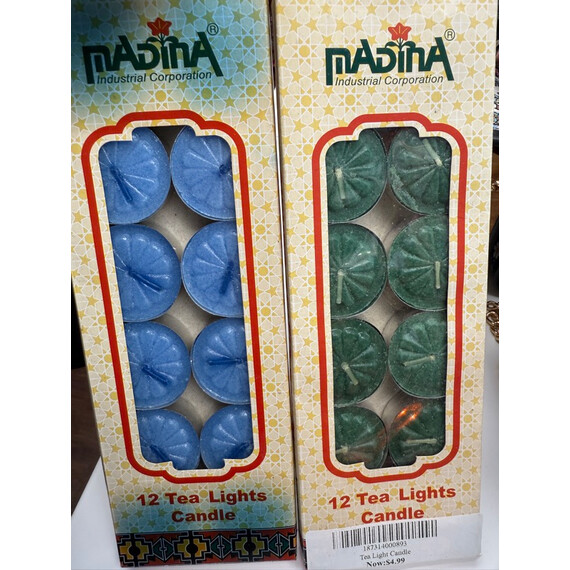 MADINA®
Industrial Corporation
12 Tea Lights
Candle
MADINA®
Industrial Corporation
12 Tea Lights
Candle
187314000893
Tea Light Candle
Now:$4.99